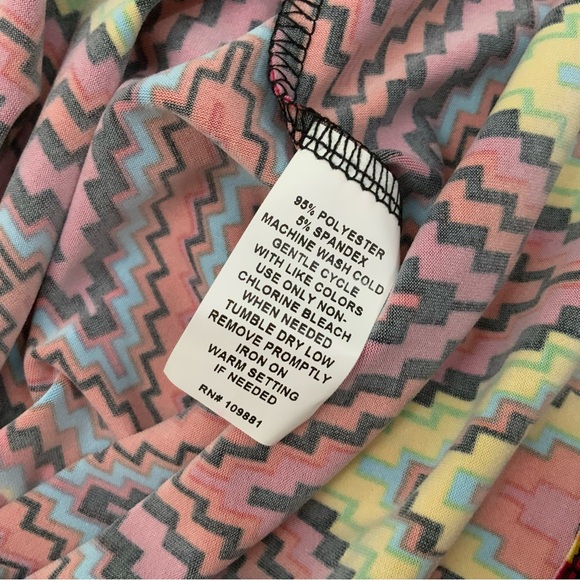 95% POLYESTER
5% SPANDEX
MACHINE WASH COLD
GENTLE CYCLE
WITH LIKE COLORS
USE ONLY NON-
CHLORINE BLEACH
WHEN NEEDED
TUMBLE DRY LOW
REMOVE PROMPTLY
IRON ON
WARM SETTING
IF NEEDED
RN# 109881